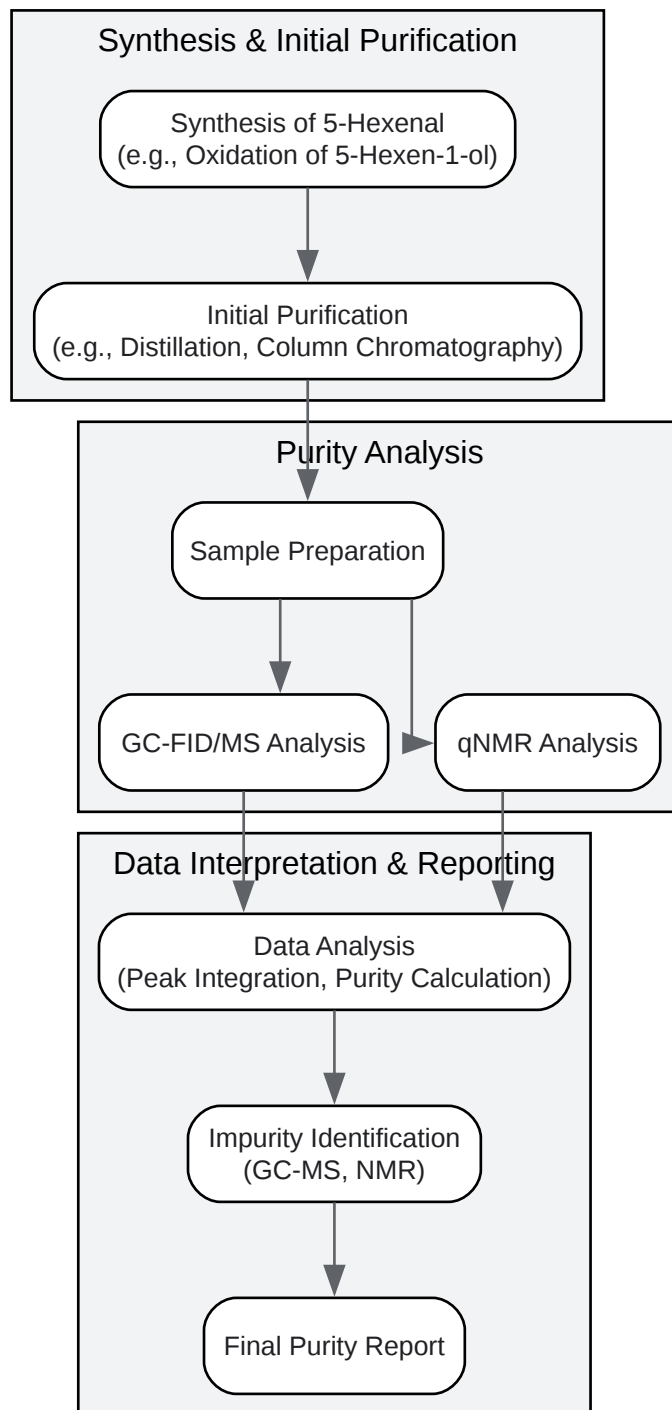 Synthesis & Initial Purification
Synthesis of 5-Hexenal
(e.g., Oxidation of 5-Hexen-1-ol)
Initial Purification
(e.g., Distillation, Column Chromatography)
Purity Analysis
Sample Preparation
GC-FID/MS Analysis
qNMR Analysis
Data Interpretation & Reporting
Data Analysis
(Peak Integration, Purity Calculation)
Impurity Identification
(GC-MS, NMR)
Final Purity Report